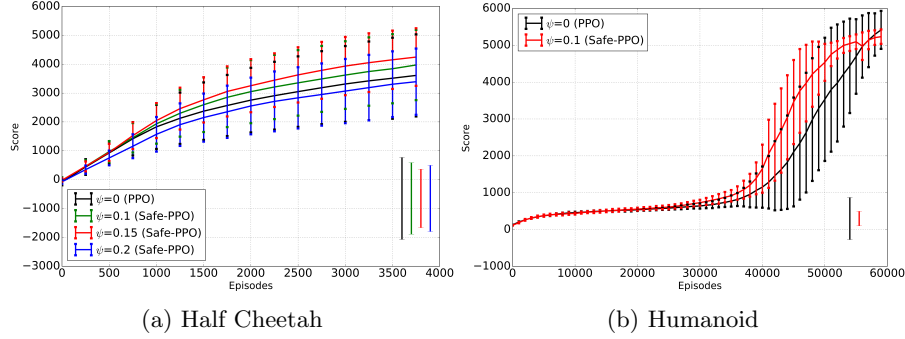 6000
5000
4000
3000
2000
1000
0
−1000
−2000
−3000
Score
ψ=0 (PPO)
ψ=0.1 (Safe-PPO)
ψ=0.15 (Safe-PPO)
ψ=0.2 (Safe-PPO)
0 500 1000 1500 2000 2500 3000 3500 4000
Episodes
(a) Half Cheetah
6000
5000
4000
3000
2000
1000
0
−1000
Score
ψ=0 (PPO)
ψ=0.1 (Safe-PPO)
0 10000 20000 30000 40000 50000 60000
Episodes
(b) Humanoid